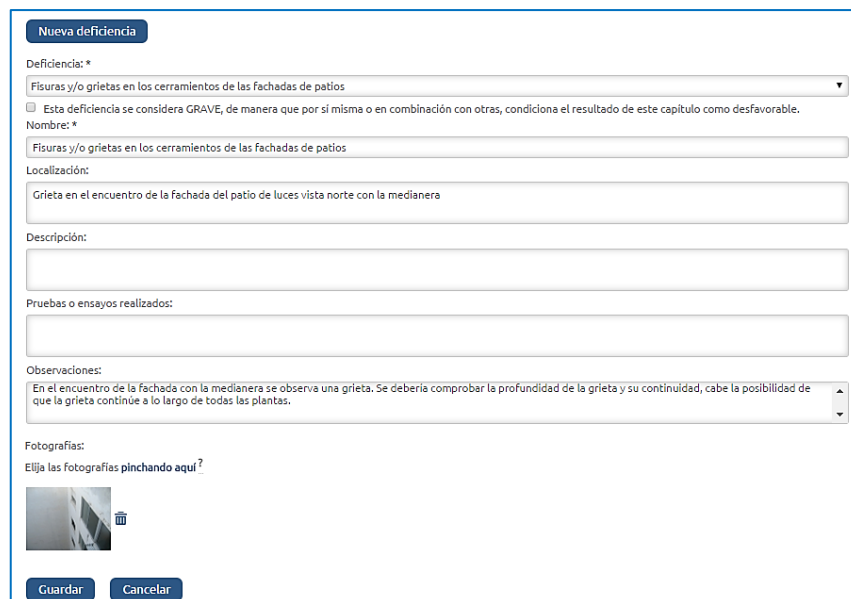 Nueva deficiencia
Deficiencia: *
Fisuras y/o grietas en los cerramientos de las fachadas de patios
Esta deficiencia se considera GRAVE, de manera que por sí misma o en combinación con otras, condiciona el resultado de este capítulo como desfavorable.
Nombre: *
Fisuras y/o grietas en los cerramientos de las fachadas de patios
Localización:
Grieta en el encuentro de la fachada del patio de luces vista norte con la medianera
Descripción:
Pruebas o ensayos realizados:
Observaciones:
En el encuentro de la fachada con la medianera se observa una grieta. Se debería comprobar la profundidad de la grieta y su continuidad, cabe la posibilidad de
que la grieta continúe a lo largo de todas las plantas.
Fotografías:
Elija las fotografías pinchando aquí ?
Guardar Cancelar